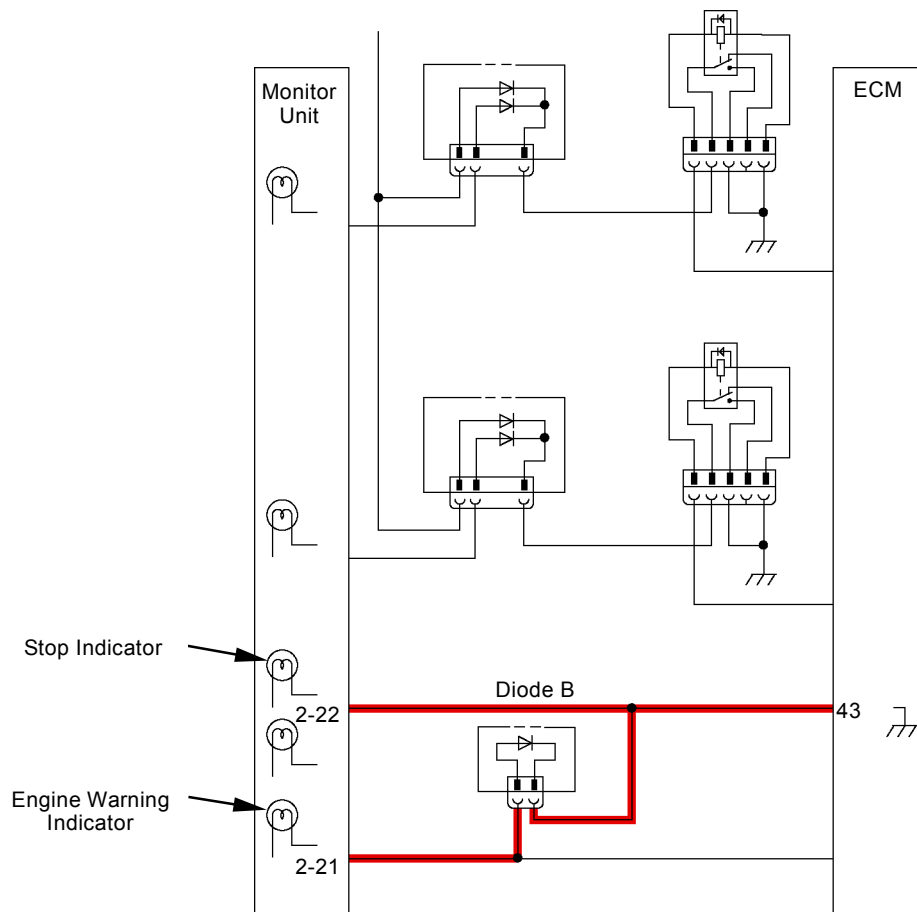 Monitor
Unit
ECM
Stop Indicator
Diode B
2-22
43
Engine Warning
Indicator
2-21